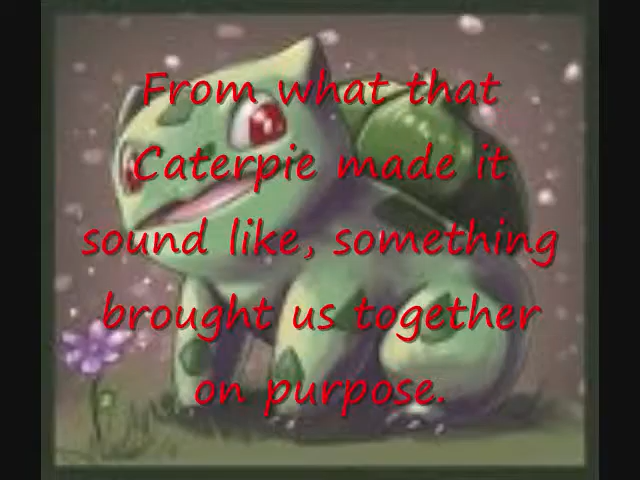 From what that
Caterpie made it
sound like, something
brought us together
on purpose.